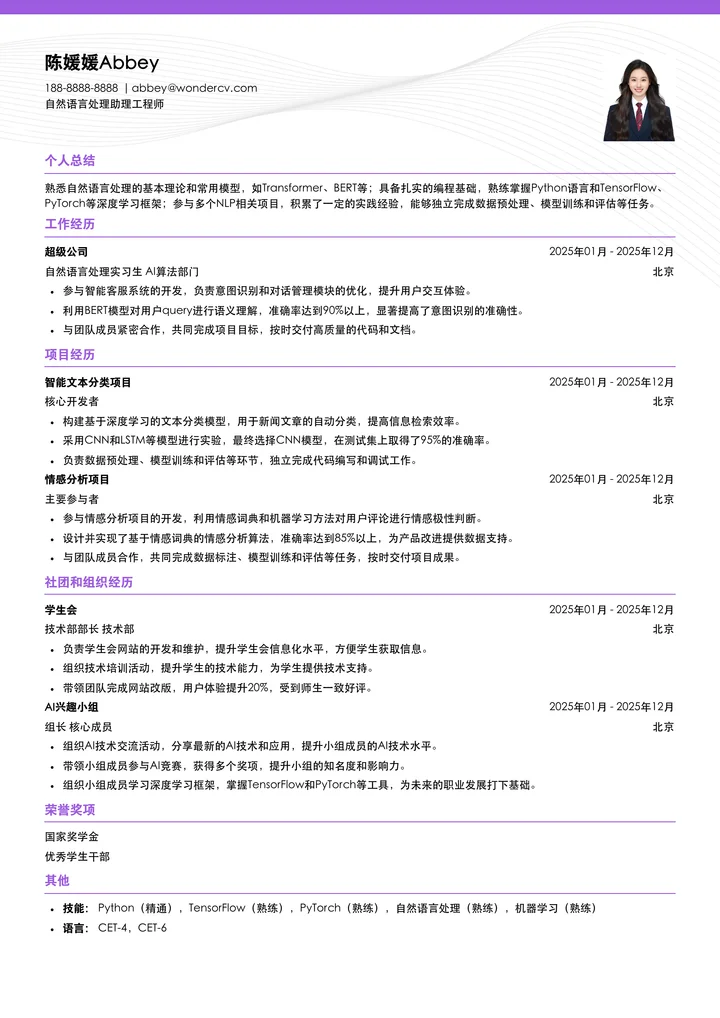 陈媛媛Abbey
188-8888-8888 | abbey@wondercv.com
自然语言处理助理工程师
个人总结
熟悉自然语言处理的基本理论和常用模型，如Transformer、BERT等；具备扎实的编程基础，熟练掌握Python语言和TensorFlow、
PyTorch等深度学习框架；参与多个NLP相关项目，积累了一定的实践经验，能够独立完成数据预处理、模型训练和评估等任务。
工作经历
超级公司 2025年01月 - 2025年12月
自然语言处理实习生 AI算法部门 北京
• 参与智能客服系统的开发，负责意图识别和对话管理模块的优化，提升用户交互体验。
• 利用BERT模型对用户query进行语义理解，准确率达到90%以上，显著提高了意图识别的准确性。
• 与团队成员紧密合作，共同完成项目目标，按时交付高质量的代码和文档。
项目经历
智能文本分类项目 2025年01月 - 2025年12月
核心开发者 北京
• 构建基于深度学习的文本分类模型，用于新闻文章的自动分类，提高信息检索效率。
• 采用CNN和LSTM等模型进行实验，最终选择CNN模型，在测试集上取得了95%的准确率。
• 负责数据预处理、模型训练和评估等环节，独立完成代码编写和调试工作。
情感分析项目 2025年01月 - 2025年12月
主要参与者 北京
• 参与情感分析项目的开发，利用情感词典和机器学习方法对用户评论进行情感极性判断。
• 设计并实现了基于情感词典的情感分析算法，准确率达到85%以上，为产品改进提供数据支持。
• 与团队成员合作，共同完成数据标注、模型训练和评估等任务，按时交付项目成果。
社团和组织经历
学生会 2025年01月 - 2025年12月
技术部部长 技术部 北京
• 负责学生会网站的开发和维护，提升学生会信息化水平，方便学生获取信息。
• 组织技术培训活动，提升学生的技术能力，为学生提供技术支持。
• 带领团队完成网站改版，用户体验提升20%，受到师生一致好评。
AI兴趣小组 2025年01月 - 2025年12月
组长 核心成员 北京
• 组织AI技术交流活动，分享最新的AI技术和应用，提升小组成员的AI技术水平。
• 带领小组成员参与AI竞赛，获得多个奖项，提升小组的知名度和影响力。
• 组织小组成员学习深度学习框架，掌握TensorFlow和PyTorch等工具，为未来的职业发展打下基础。
荣誉奖项
国家奖学金
优秀学生干部
其他
• 技能： Python（精通）, TensorFlow（熟练）, PyTorch（熟练）, 自然语言处理（熟练）, 机器学习（熟练）
• 语言： CET-4，CET-6